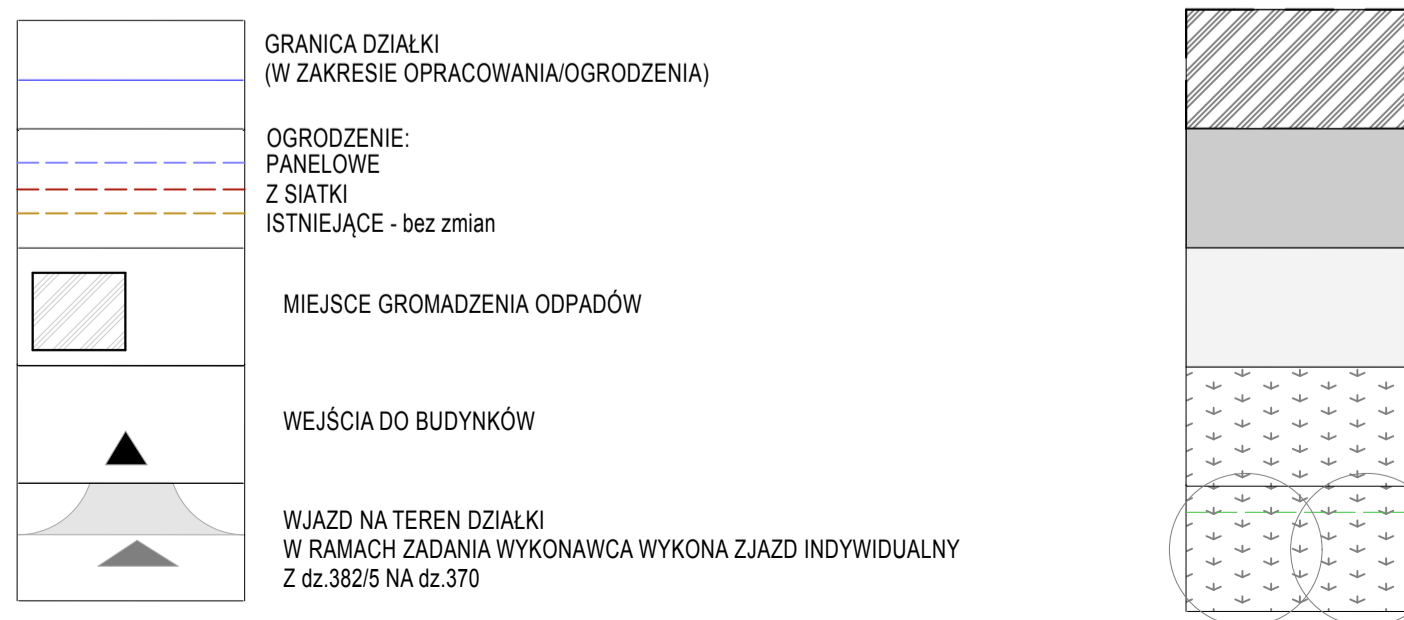 GRANICA DZIAŁKI
(W ZAKRESIE OPRACOWANIA/OGRODZENIA)
OGRODZENIE:
PANELOWE
Z SIATKI
ISTNIEJĄCE - bez zmian
MIEJSCE GROMADZENIA ODPADÓW
WEJŚCIA DO BUDYNKÓW
WJAZD NA TEREN DZIAŁKI
W RAMACH ZADANIA WYKONAWCA WYKONA ZJAZD INDYWIDUALNY
Z dz.382/5 NA dz.370